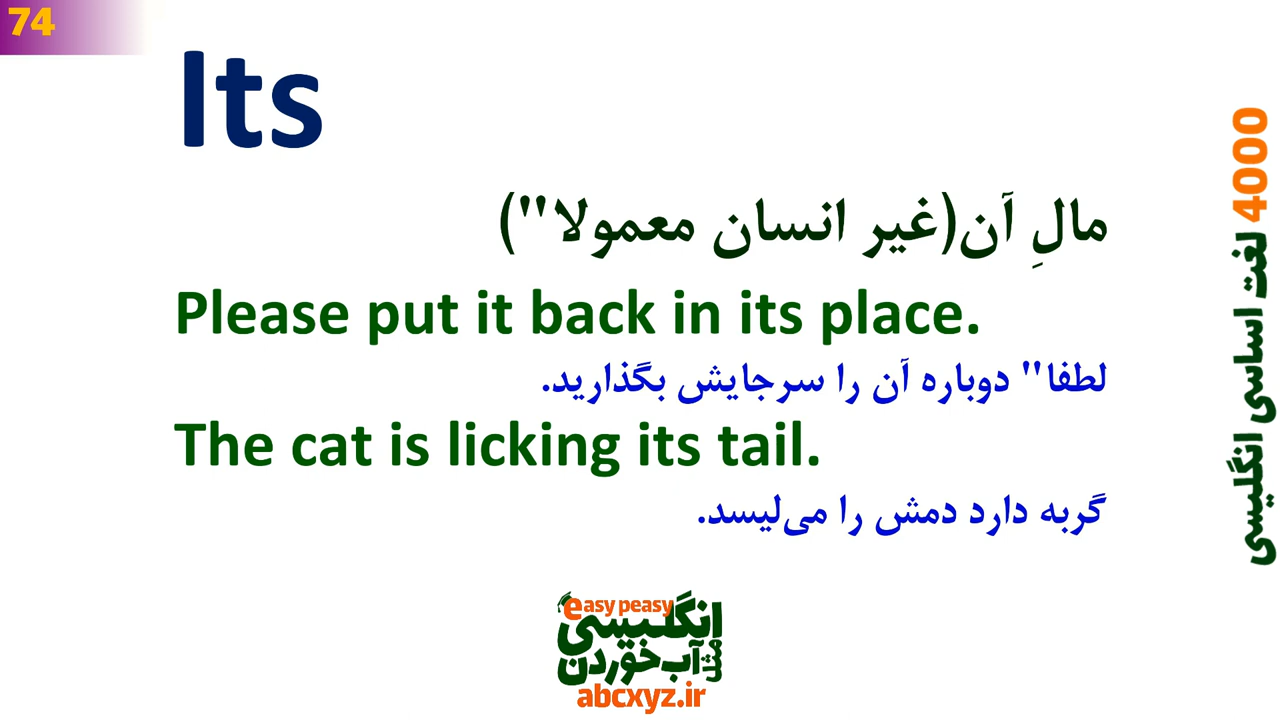 74
Its
مالِ آن(غیر انسان معمولا")
Please put it back in its place.
لطفا" دوباره آن را سرجایش بگذارید.
The cat is licking its tail.
گربه دارد دمش را می‌لیسد.
4000 لغت اساسی انگلیسی
easy peasy
انگلیسی
مثل آب خوردن
abcxyz.ir